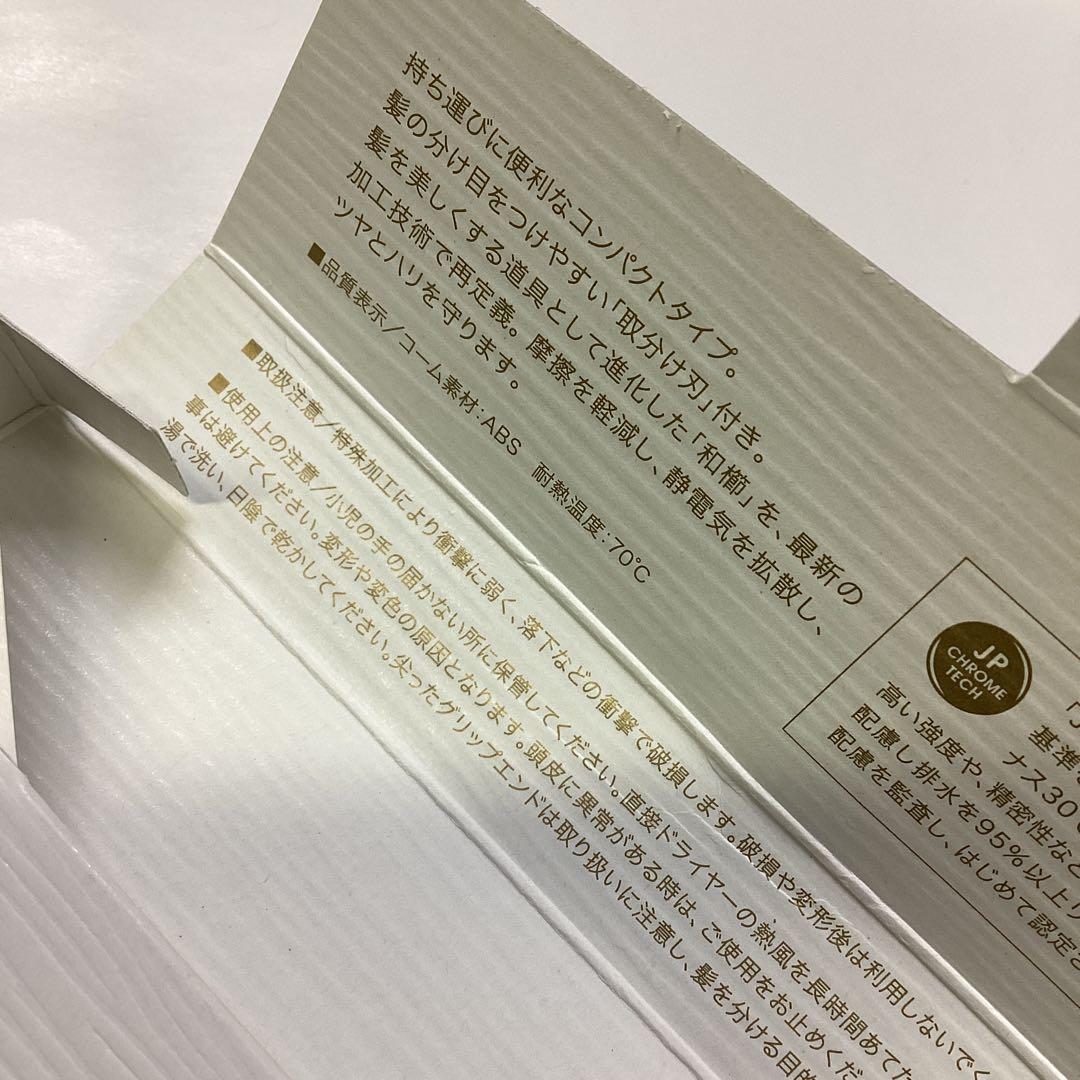 持ち運びに便利なコンパクトタイプ。
髪の分け目をつけやすい「取分け刃」付き。
髪を美しくする道具として進化した「和櫛」を、最新の
加工技術で再定義。摩擦を軽減し、静電気を拡散し、
ツヤとハリを守ります。
■品質表示/コーム素材:ABS 耐熱温度:70℃
■取扱注意/特殊加工により衝撃に弱く、落下などの衝撃で破損します。破損や変形後は利用しないでく
■使用上の注意/小児の手の届かない所に保管してください。直接ドライヤーの熱風を長時間あてた
事は避けてください。変形や変色の原因となります。頭皮に異常がある時は、ご使用をお止めくだ
湯で洗い、日陰で乾かしてください。尖ったグリップエンドは取り扱いに注意し、髪を分ける目的
JP
CHROME
TECH
基準
ナス30
高い強度や、精密性など
配慮し排水を95%以上
配慮を監査し、はじめて認定